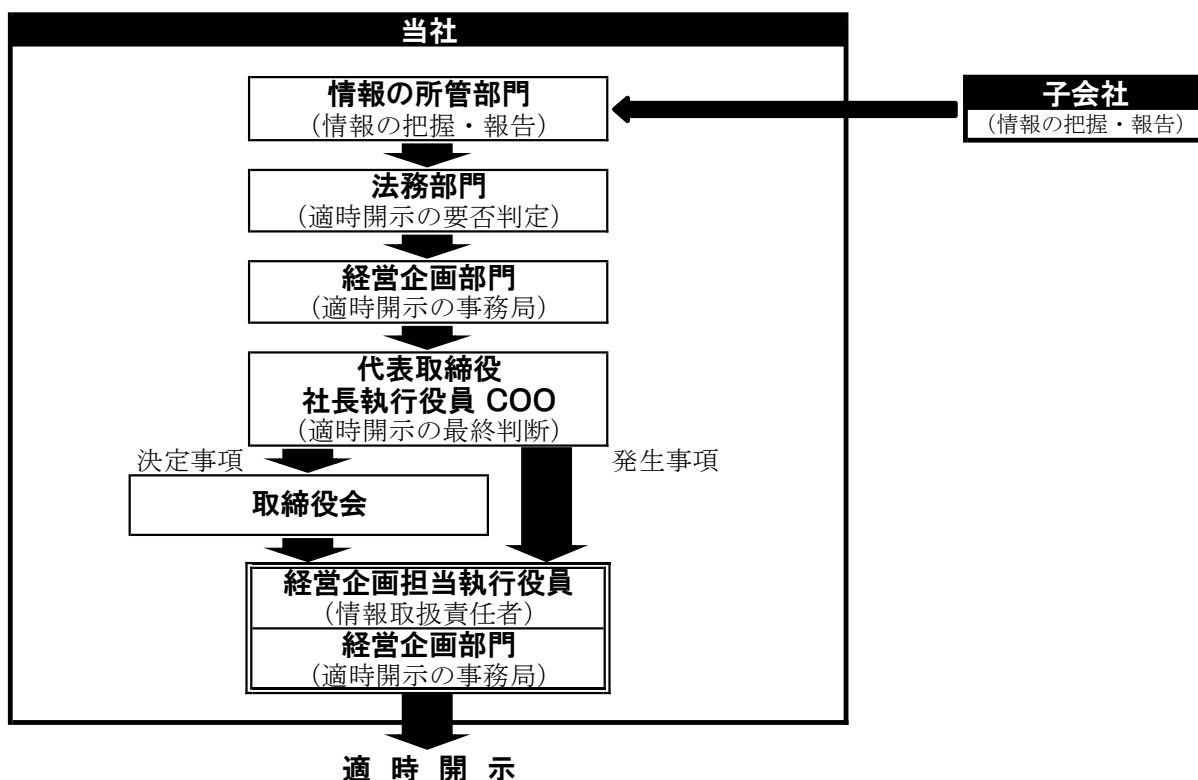 当社
情報の所管部門
（情報の把握・報告）
子会社
（情報の把握・報告）
法務部門
（適時開示の要否判定）
経営企画部門
（適時開示の事務局）
代表取締役
社長執行役員 COO
（適時開示の最終判断）
決定事項
発生事項
取締役会
経営企画担当執行役員
（情報取扱責任者）
経営企画部門
（適時開示の事務局）
適 時 開 示